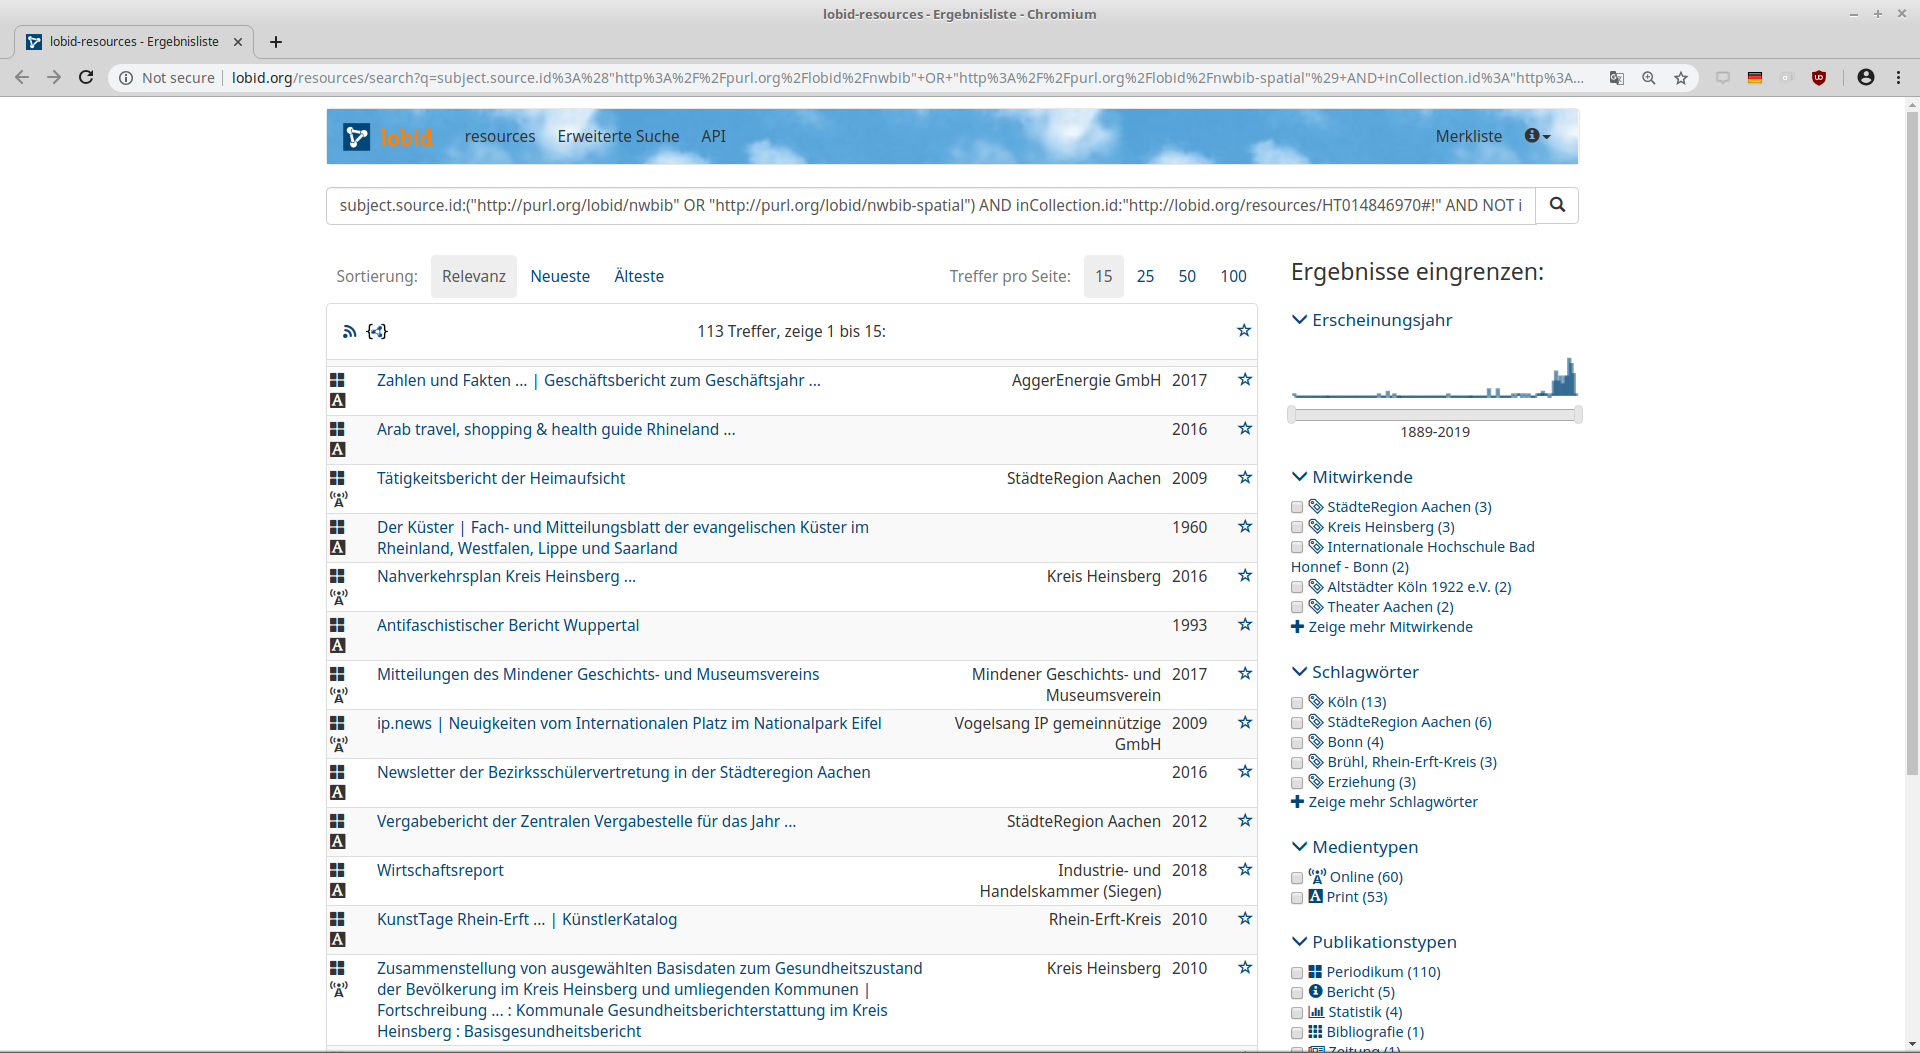 lobid-resources - Ergebnisliste - Chromium
lobid-resources - Ergebnisliste
Not secure | lobid.org/resources/search?q=subject.source.id%3A%28"http%3A%2F%2Fpurl.org%2Flobid%2Fnwbib"+OR+"http%3A%2F%2Fpurl.org%2Flobid%2Fnwbib-spatial"%29+AND+inCollection.id%3A"http%3A...
lobid resources Erweiterte Suche API Merkliste
subject.source.id:("http://purl.org/lobid/nwbib" OR "http://purl.org/lobid/nwbib-spatial") AND inCollection.id:"http://lobid.org/resources/HT014846970#!" AND NOT i
Sortierung: Relevanz Neueste Älteste Treffer pro Seite: 15 25 50 100
113 Treffer, zeige 1 bis 15:
Zahlen und Fakten ... | Geschäftsbericht zum Geschäftsjahr ... AggerEnergie GmbH 2017
Arab travel, shopping & health guide Rhineland ... 2016
Tätigkeitsbericht der Heimaufsicht StädteRegion Aachen 2009
Der Küster | Fach- und Mitteilungsblatt der evangelischen Küster im 1960
Rheinland, Westfalen, Lippe und Saarland
Nahverkehrsplan Kreis Heinsberg ... Kreis Heinsberg 2016
Antifaschistischer Bericht Wuppertal 1993
Mitteilungen des Mindener Geschichts- und Museumsvereins Mindener Geschichts- und 2017
Museumsverein
ip.news | Neuigkeiten vom Internationalen Platz im Nationalpark Eifel Vogelsang IP gemeinnützige 2009
GmbH
Newsletter der Bezirksschülervertretung in der Städteregion Aachen 2016
Vergabebericht der Zentralen Vergabestelle für das Jahr ... StädteRegion Aachen 2012
Wirtschaftsreport Industrie- und 2018
Handelskammer (Siegen)
KunstTage Rhein-Erft ... | KünstlerKatalog Rhein-Erft-Kreis 2010
Zusammenstellung von ausgewählten Basisdaten zum Gesundheitszustand Kreis Heinsberg 2010
der Bevölkerung im Kreis Heinsberg und umliegenden Kommunen |
Fortschreibung ... : Kommunale Gesundheitsberichterstattung im Kreis
Heinsberg : Basisgesundheitsbericht
Ergebnisse eingrenzen:
Erscheinungsjahr
1889-2019
Mitwirkende
StädteRegion Aachen (3)
Kreis Heinsberg (3)
Internationale Hochschule Bad
Honnef - Bonn (2)
Altstädter Köln 1922 e.V. (2)
Theater Aachen (2)
Zeige mehr Mitwirkende
Schlagwörter
Köln (13)
StädteRegion Aachen (6)
Bonn (4)
Brühl, Rhein-Erft-Kreis (3)
Erziehung (3)
Zeige mehr Schlagwörter
Medientypen
Online (60)
Print (53)
Publikationstypen
Periodikum (110)
Bericht (5)
Statistik (4)
Bibliografie (1)
Zeitung (1)